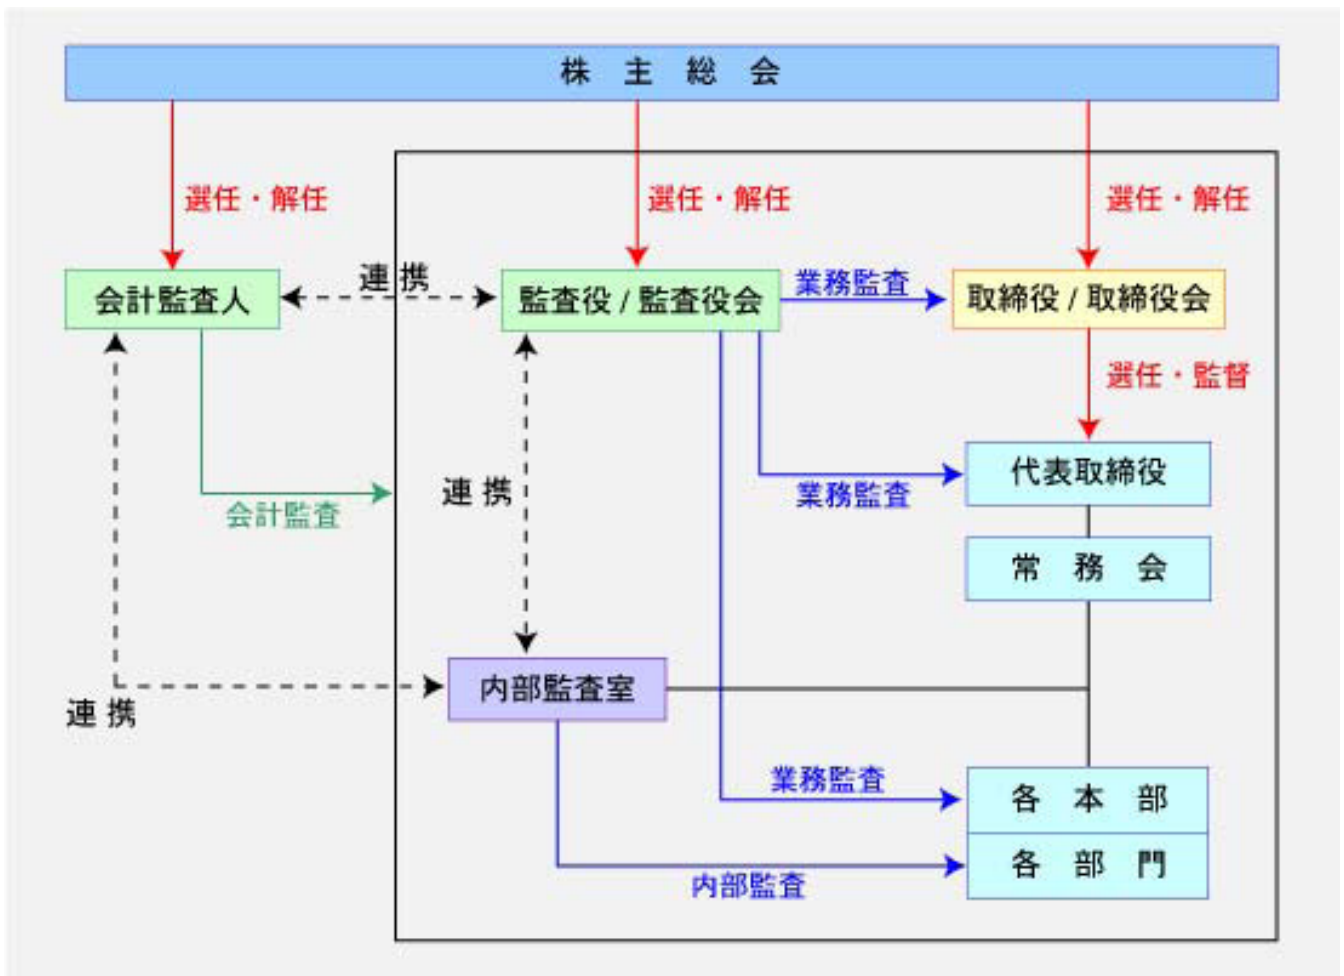 株 主 総 会
選任・解任
選任・解任
選任・解任
会計監査人
連 携
監査役 / 監査役会
業務監査
取締役 / 取締役会
選任・監督
代表取締役
業務監査
連 携
会計監査
常 務 会
内部監査室
連 携
業務監査
各 本 部
各 部 門
内部監査